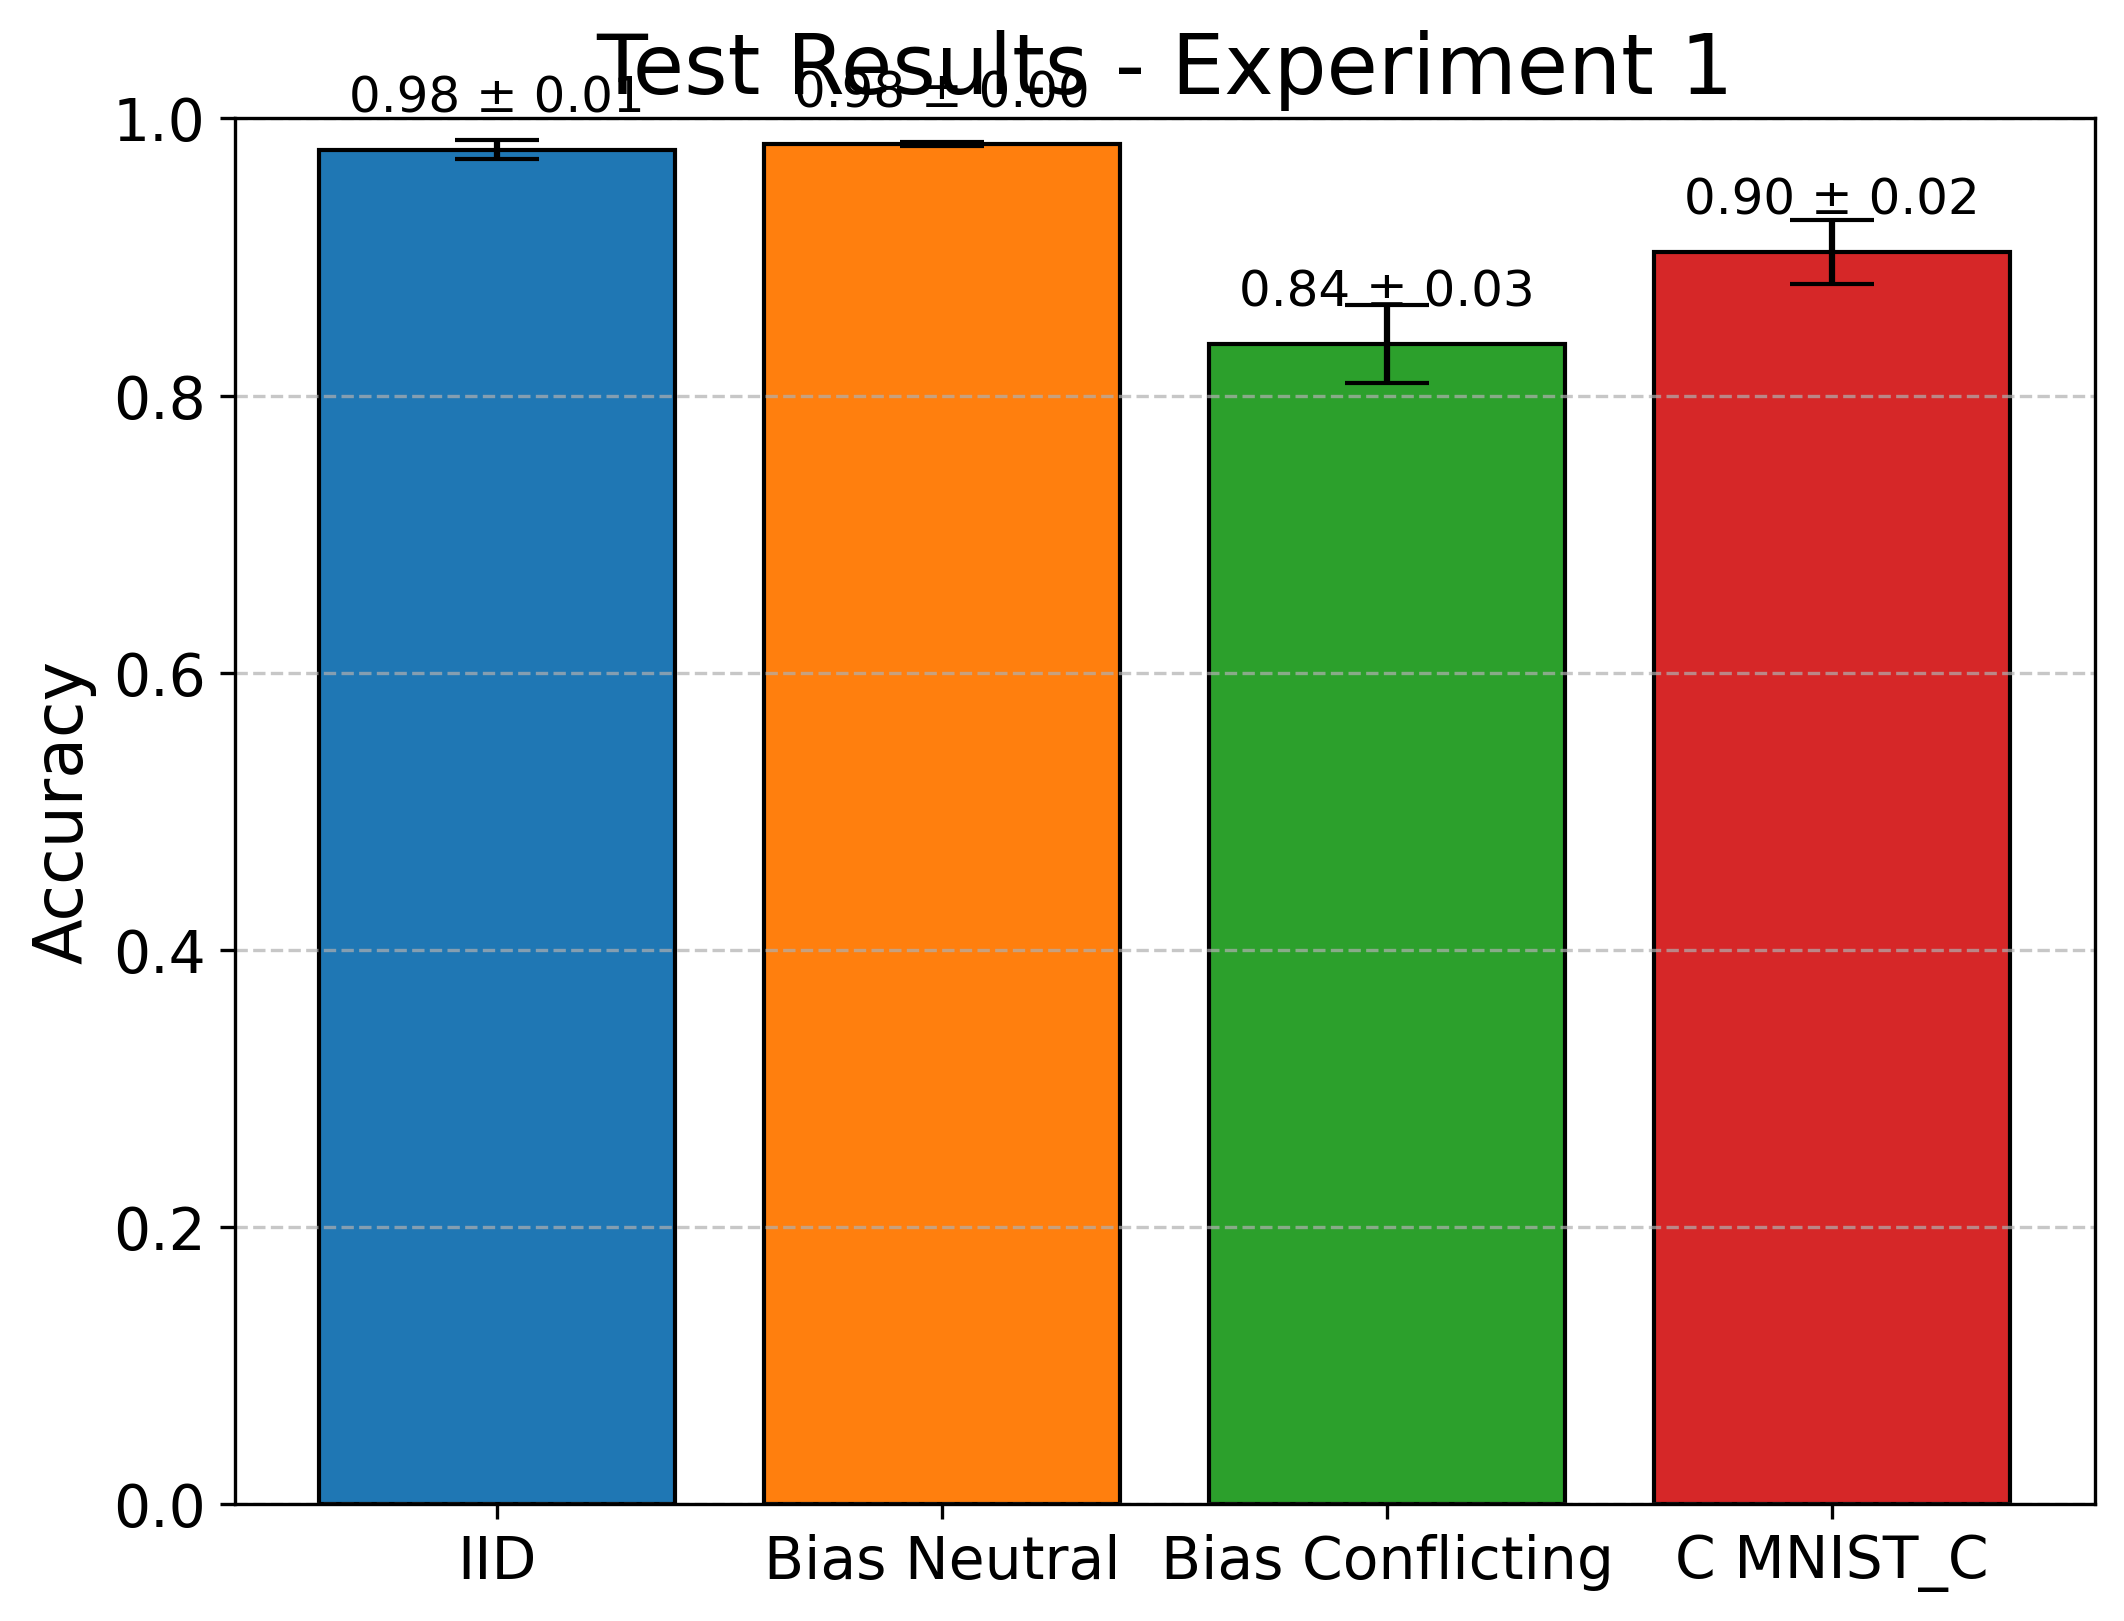 Test Results - Experiment 1
0.98 ± 0.01
0.98 ± 0.00
0.84 ± 0.03
0.90 ± 0.02
Accuracy
1.0
0.8
0.6
0.4
0.2
0.0
IID
Bias Neutral
Bias Conflicting
C MNIST_C